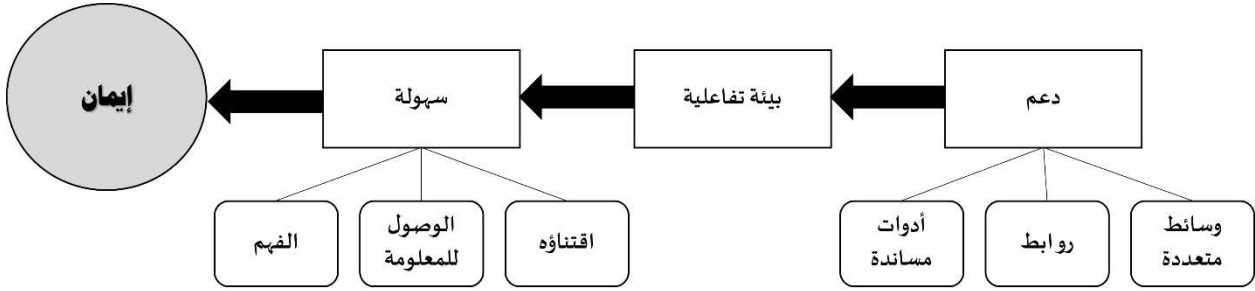 دعم
بيئة تفاعلية
سهولة
إيمان
وسائط
متعددة
روابط
أدوات
مساندة
اقتناؤه
الوصول
للمعلومة
الفهم